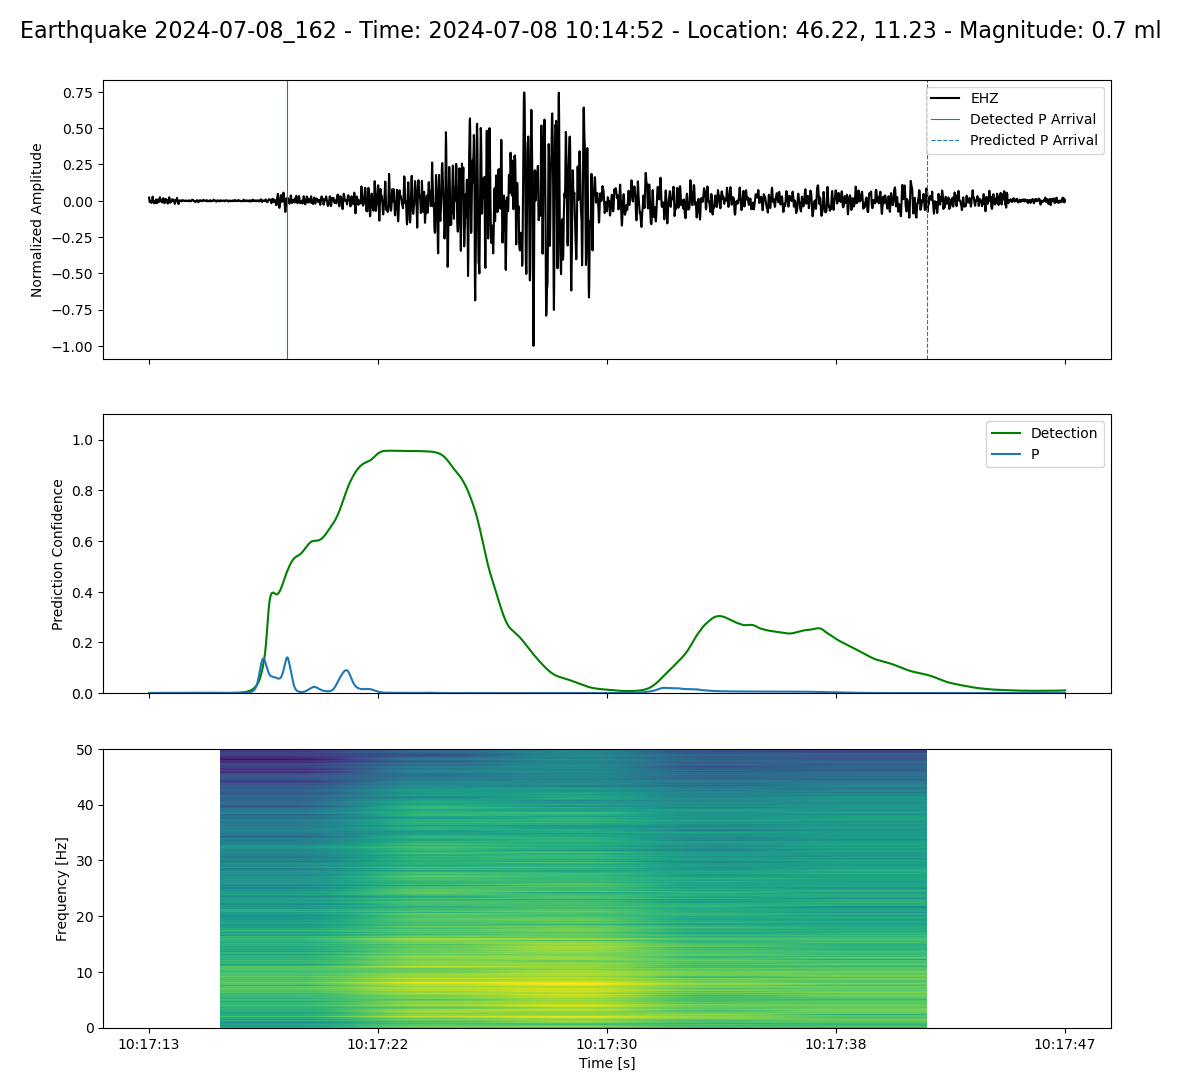 Earthquake 2024-07-08_162 - Time: 2024-07-08 10:14:52 - Location: 46.22, 11.23 - Magnitude: 0.7 ml
Normalized Amplitude
0.75
0.50
0.25
0.00
−0.25
−0.50
−0.75
−1.00
EHZ
Detected P Arrival
Predicted P Arrival
Prediction Confidence
1.0
0.8
0.6
0.4
0.2
0.0
Detection
P
Frequency [Hz]
50
40
30
20
10
0
10:17:13 10:17:22 10:17:30 10:17:38 10:17:47
Time [s]